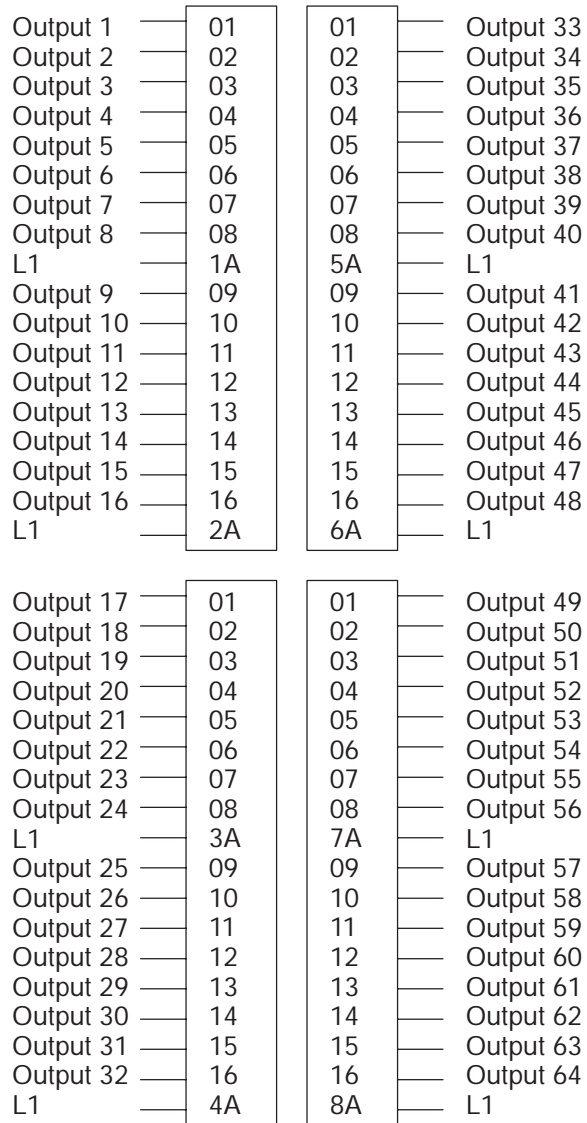 Output 1 01 01 Output 33
Output 2 02 02 Output 34
Output 3 03 03 Output 35
Output 4 04 04 Output 36
Output 5 05 05 Output 37
Output 6 06 06 Output 38
Output 7 07 07 Output 39
Output 8 08 08 Output 40
L1 1A 5A L1
Output 9 09 09 Output 41
Output 10 10 10 Output 42
Output 11 11 11 Output 43
Output 12 12 12 Output 44
Output 13 13 13 Output 45
Output 14 14 14 Output 46
Output 15 15 15 Output 47
Output 16 16 16 Output 48
L1 2A 6A L1
Output 17 01 01 Output 49
Output 18 02 02 Output 50
Output 19 03 03 Output 51
Output 20 04 04 Output 52
Output 21 05 05 Output 53
Output 22 06 06 Output 54
Output 23 07 07 Output 55
Output 24 08 08 Output 56
L1 3A 7A L1
Output 25 09 09 Output 57
Output 26 10 10 Output 58
Output 27 11 11 Output 59
Output 28 12 12 Output 60
Output 29 13 13 Output 61
Output 30 14 14 Output 62
Output 31 15 15 Output 63
Output 32 16 16 Output 64
L1 4A 8A L1